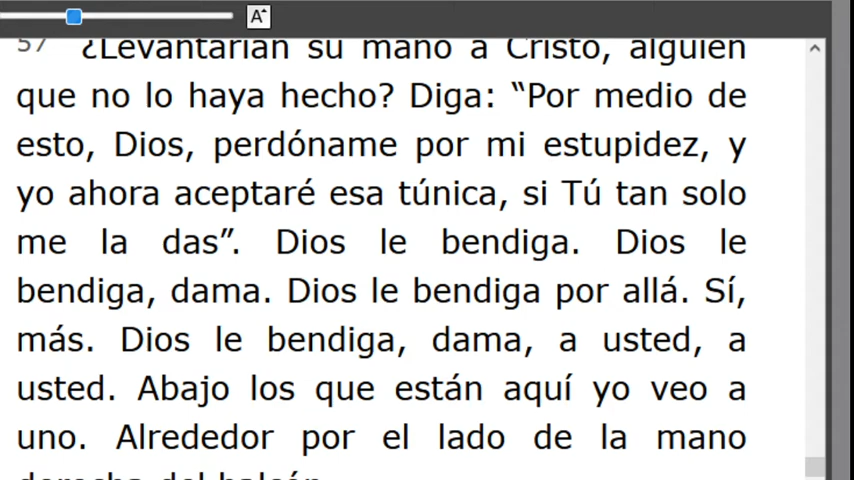 A
57 ¿Levantarían su mano a Cristo, alguien
que no lo haya hecho? Diga: “Por medio de
esto, Dios, perdóname por mi estupidez, y
yo ahora aceptaré esa túnica, si Tú tan solo
me la das”. Dios le bendiga. Dios le
bendiga, dama. Dios le bendiga por allá. Sí,
más. Dios le bendiga, dama, a usted, a
usted. Abajo los que están aquí yo veo a
uno. Alrededor por el lado de la mano
derecha del balcón